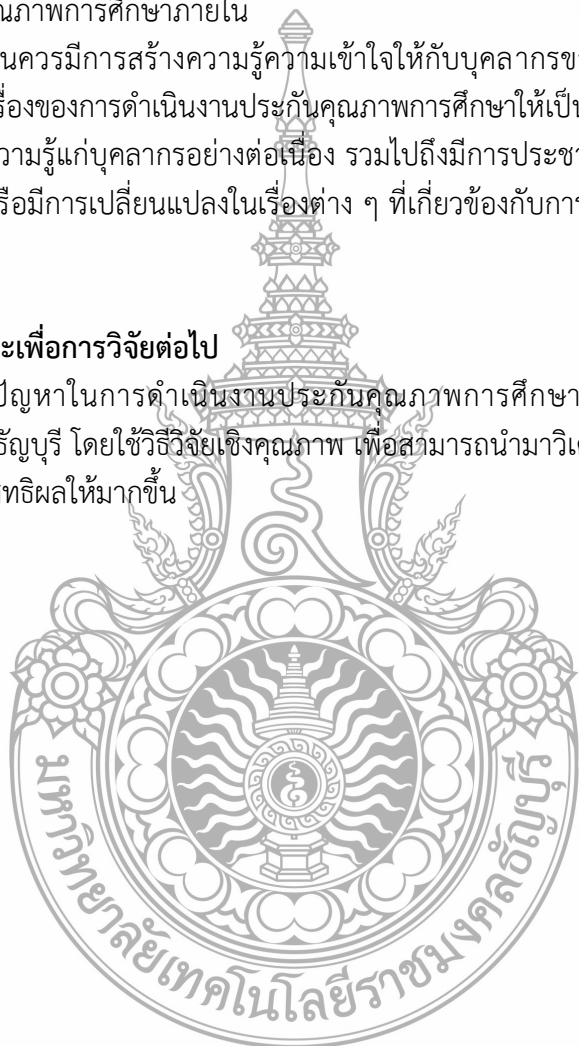 ณภาพการศึกษาภายใน
นควรมีการสร้างความรู้ความเข้าใจให้กับบุคลากรขา
รื่องของการดำเนินงานประกันคุณภาพการศึกษาให้เป็น
วามรู้แก่บุคลากรอย่างต่อเนื่อง รวมไปถึงมีการประชา
รือมีการเปลี่ยนแปลงในเรื่องต่าง ๆ ที่เกี่ยวข้องกับการ
ะเพื่อการวิจัยต่อไป
ปัญหาในการดำเนินงานประกันคุณภาพการศึกษา
ธัญบุรี โดยใช้วิธีวิจัยเชิงคุณภาพ เพื่อสามารถนำมาวิเค
สิทธิผลให้มากขึ้น
มหาวิทยาลัยเทคโนโลยีราชมงคลธัญบุรี